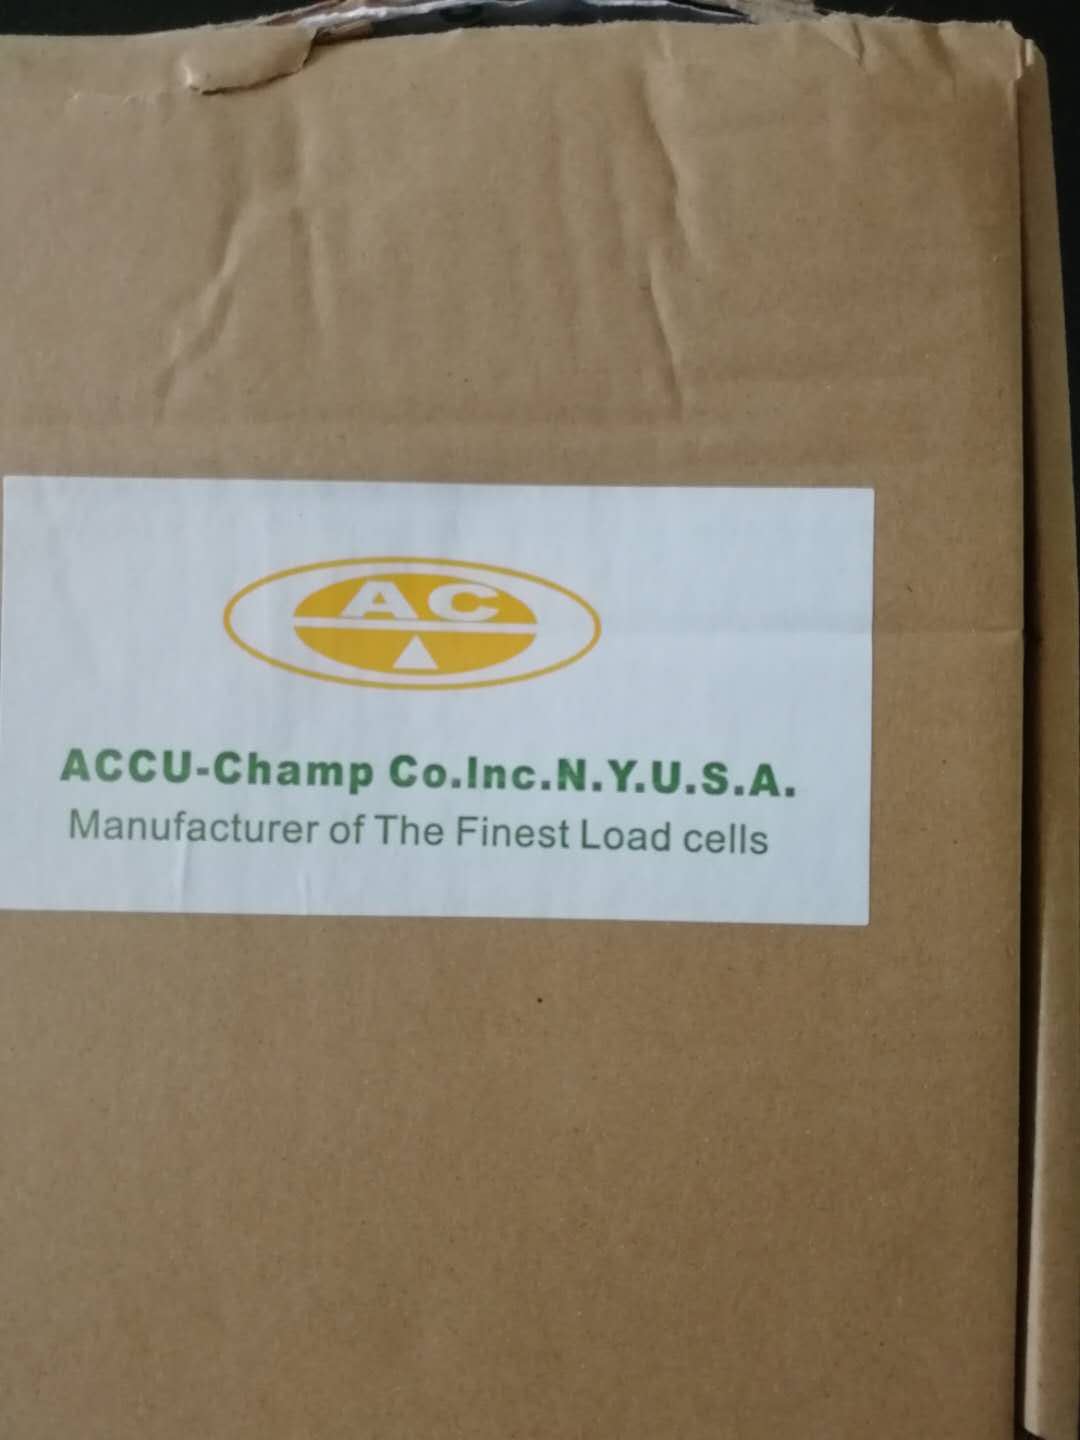 AC
ACCU-Champ Co.Inc.N.Y.U.S.A.
Manufacturer of The Finest Load cells